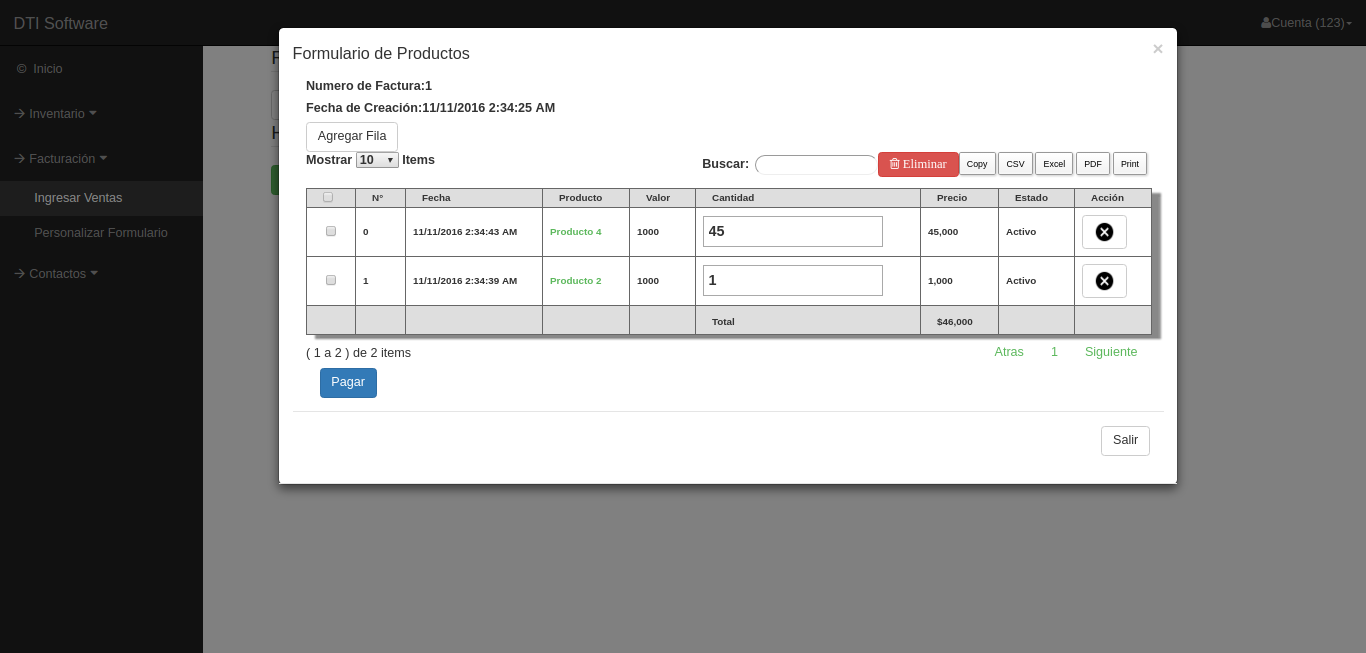 DTI Software
Cuenta (123)
© Inicio
Inventario
Facturación
Ingresar Ventas
Personalizar Formulario
Contactos
Formulario de Productos ×
Numero de Factura:1
Fecha de Creación:11/11/2016 2:34:25 AM
Agregar Fila
Mostrar 10 Items
Buscar: Eliminar Copy CSV Excel PDF Print
N° Fecha Producto Valor Cantidad Precio Estado Acción
0 11/11/2016 2:34:43 AM Producto 4 1000 45 45,000 Activo
1 11/11/2016 2:34:39 AM Producto 2 1000 1 1,000 Activo
Total $46,000
( 1 a 2 ) de 2 items
Atras 1 Siguiente
Pagar
Salir